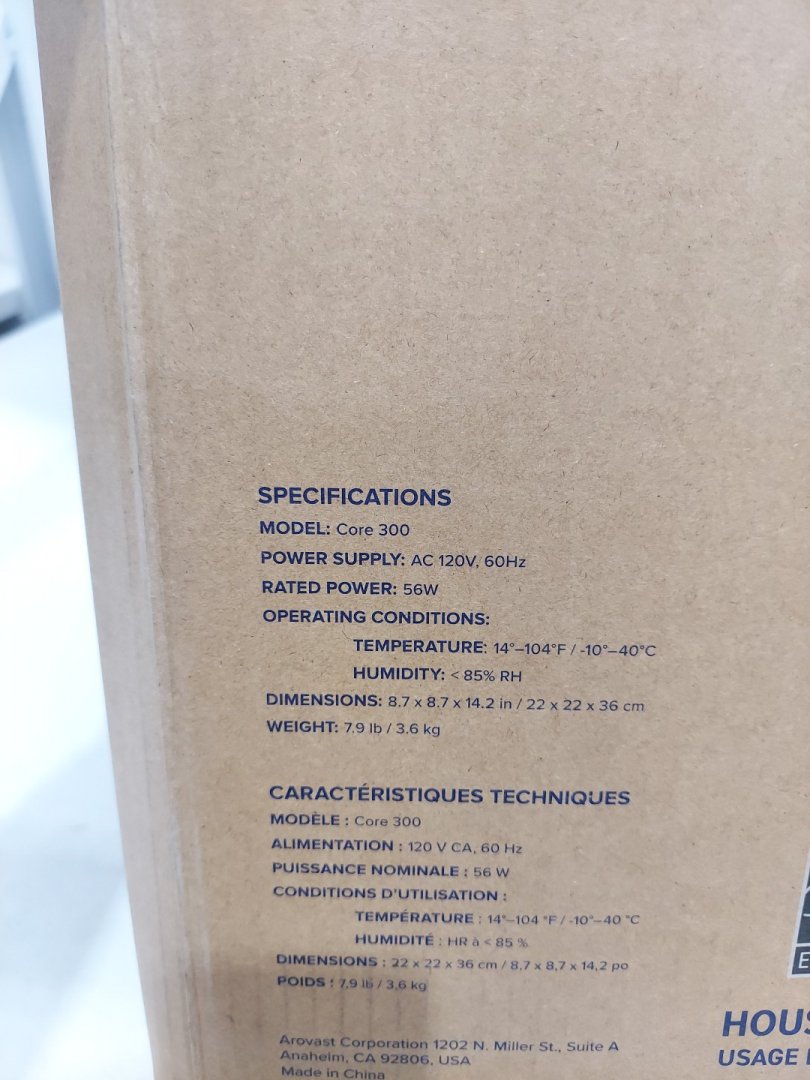 SPECIFICATIONS
MODEL: Core 300
POWER SUPPLY: AC 120V, 60Hz
RATED POWER: 56W
OPERATING CONDITIONS:
TEMPERATURE: 14°–104°F / -10°–40°C
HUMIDITY: < 85% RH
DIMENSIONS: 8.7 x 8.7 x 14.2 in / 22 x 22 x 36 cm
WEIGHT: 7.9 lb / 3.6 kg
CARACTÉRISTIQUES TECHNIQUES
MODÈLE : Core 300
ALIMENTATION : 120 V CA, 60 Hz
PUISSANCE NOMINALE : 56 W
CONDITIONS D'UTILISATION :
TEMPÉRATURE : 14°–104 °F / -10°–40 °C
HUMIDITÉ : HR à < 85 %
DIMENSIONS : 22 x 22 x 36 cm / 8,7 x 8,7 x 14,2 po
POIDS : 7,9 lb / 3,6 kg
Arovast Corporation 1202 N. Miller St., Suite A
Anaheim, CA 92806, USA
Made in China
E
HOUS
USAGE